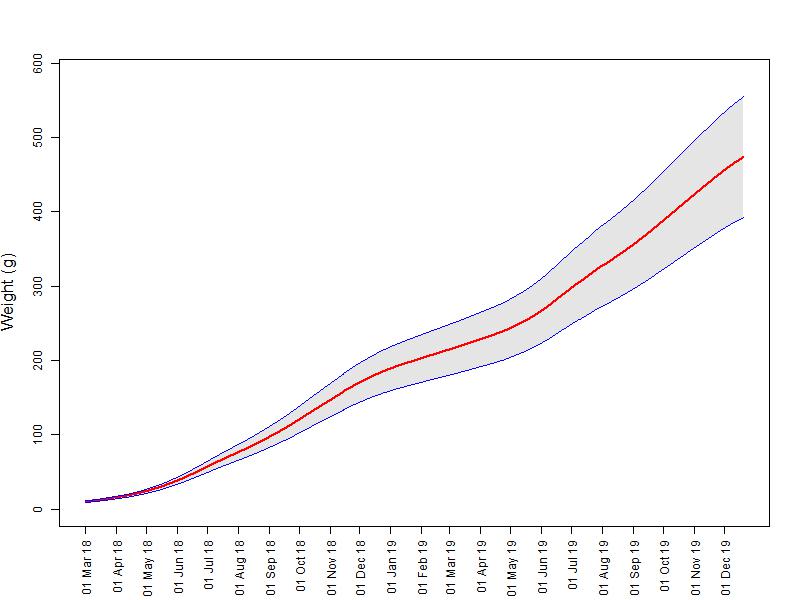 Weight (g)
600
500
400
300
200
100
0
01 Mar 18
01 Apr 18
01 May 18
01 Jun 18
01 Jul 18
01 Aug 18
01 Sep 18
01 Oct 18
01 Nov 18
01 Dec 18
01 Jan 19
01 Feb 19
01 Mar 19
01 Apr 19
01 May 19
01 Jun 19
01 Jul 19
01 Aug 19
01 Sep 19
01 Oct 19
01 Nov 19
01 Dec 19